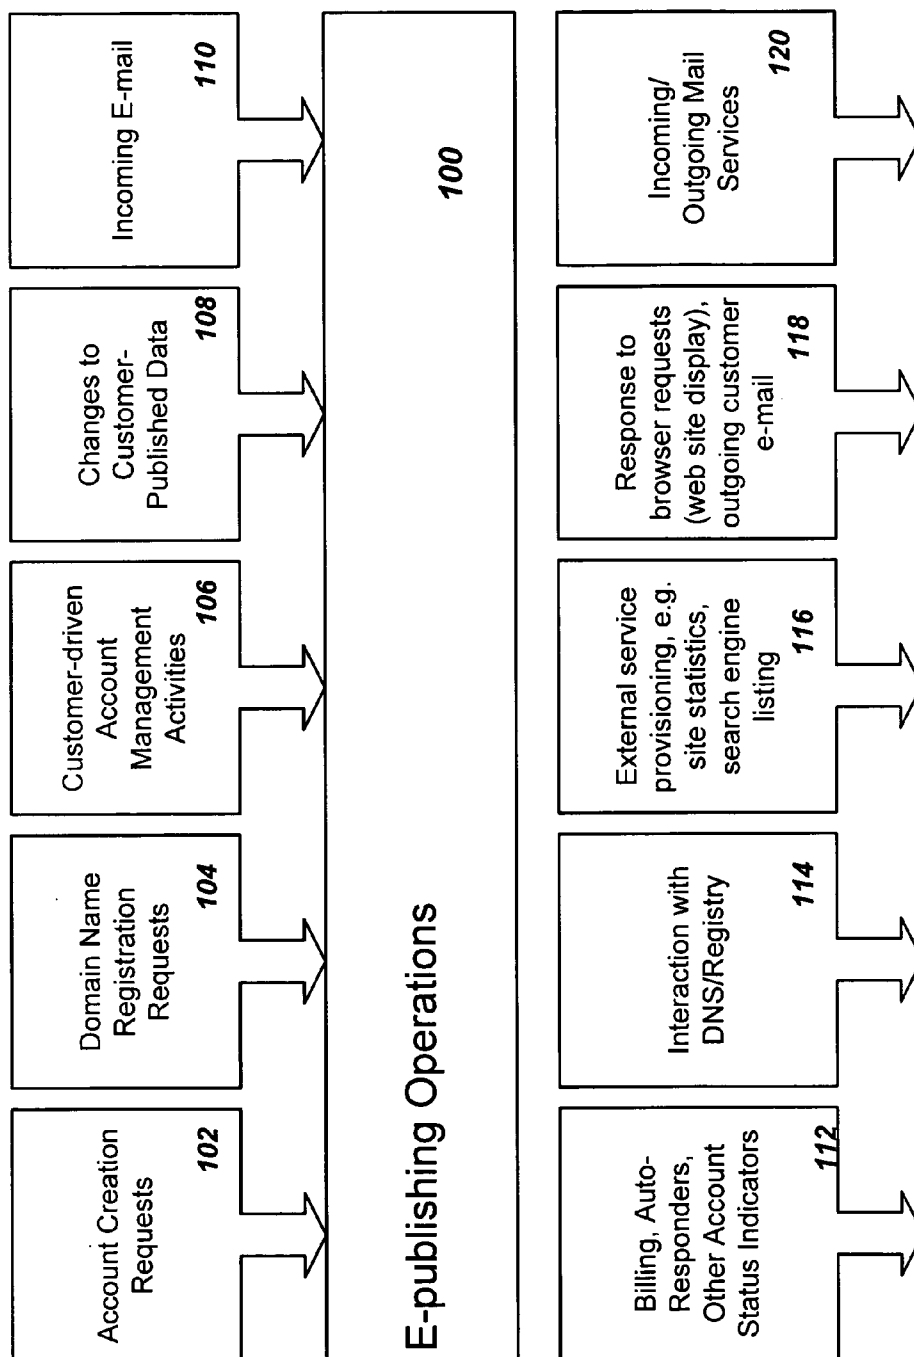 Account Creation
Requests
102
Domain Name
Registration
Requests
104
Customer-driven
Account
Management
Activities
106
Changes to
Customer-
Published Data
108
Incoming E-mail
110
E-publishing Operations
100
Billing, Auto-
Responders,
Other Account
Status Indicators
112
Interaction with
DNS/Registry
114
External service
provisioning, e.g.
site statistics,
search engine
listing
116
Response to
browser requests
(web site display),
outgoing customer
e-mail
118
Incoming/
Outgoing Mail
Services
120